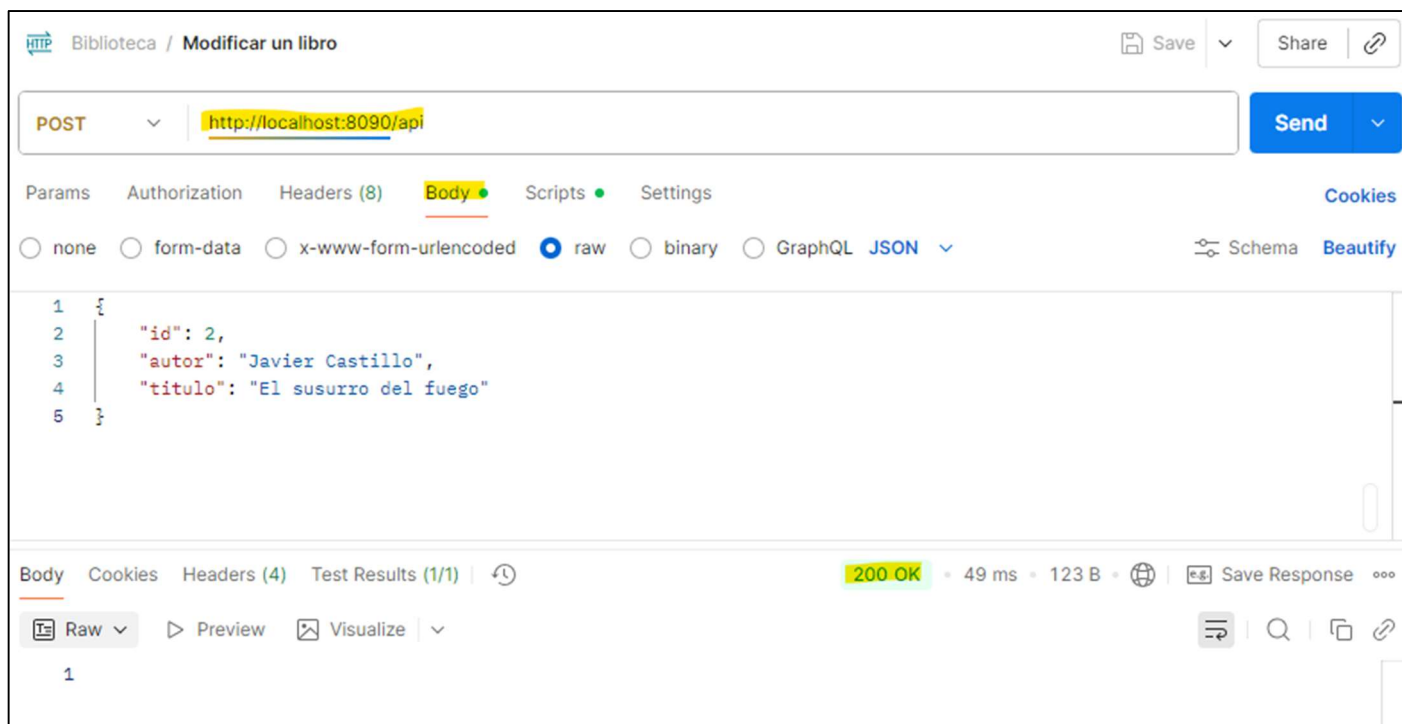 HTTP Biblioteca / Modificar un libro Save Share
POST http://localhost:8090/api Send
Params Authorization Headers (8) Body Scripts Settings Cookies
none form-data x-www-form-urlencoded raw binary GraphQL JSON Schema Beautify
1 {
2 "id": 2,
3 "autor": "Javier Castillo",
4 "titulo": "El susurro del fuego"
5 }
Body Cookies Headers (4) Test Results (1/1) 200 OK • 49 ms • 123 B • e.g. Save Response
Raw Preview Visualize
1